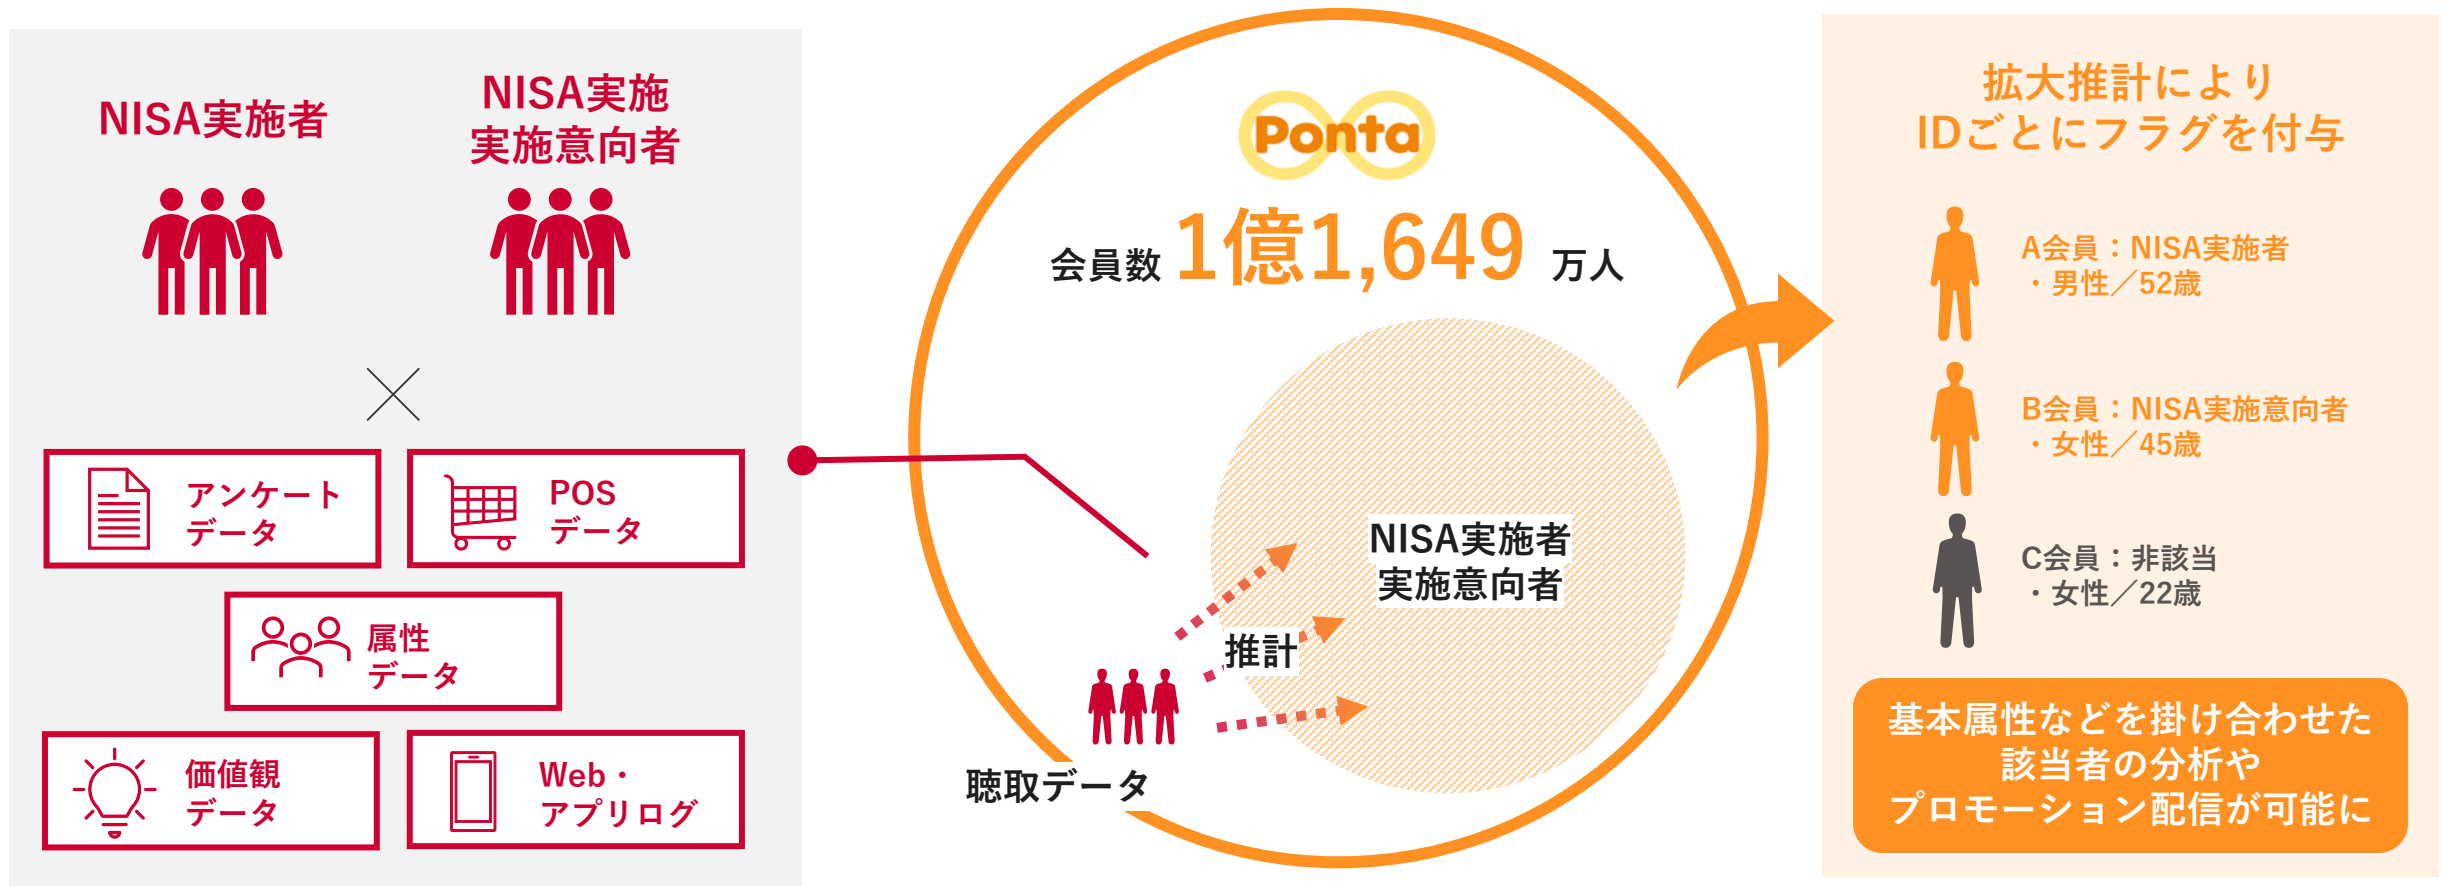 NISA実施者
NISA実施
実施意向者
アンケート
データ
POS
データ
属性
データ
価値観
データ
Web・
アプリログ
Ponta
会員数 1億1,649 万人
NISA実施者
実施意向者
推計
聴取データ
拡大推計により
IDごとにフラグを付与
A会員：NISA実施者
・男性／52歳
B会員：NISA実施意向者
・女性／45歳
C会員：非該当
・女性／22歳
基本属性などを掛け合わせた
該当者の分析や
プロモーション配信が可能に